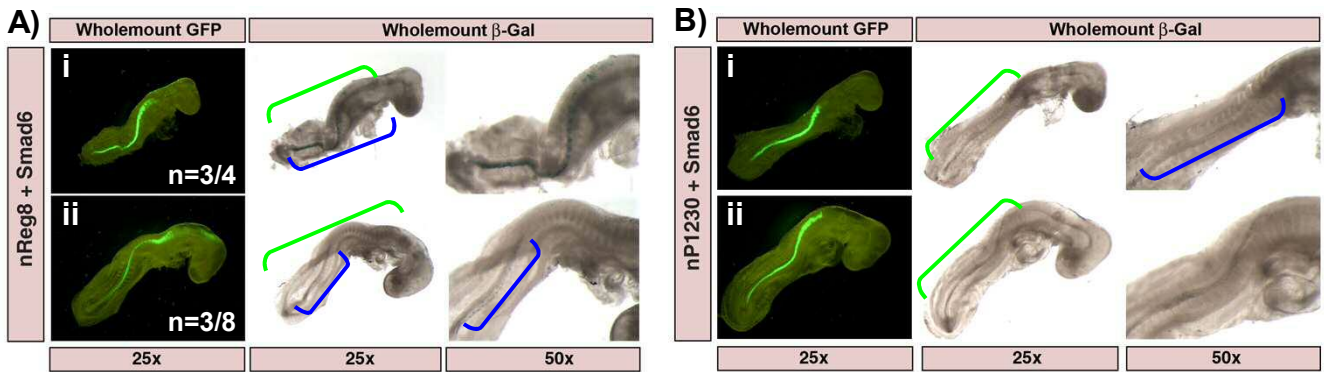 A)
Wholemount GFP
Wholemount β-Gal
nReg8 + Smad6
i
n=3/4
ii
n=3/8
25x
25x
50x
B)
Wholemount GFP
Wholemount β-Gal
nP1230 + Smad6
i
ii
25x
25x
50x